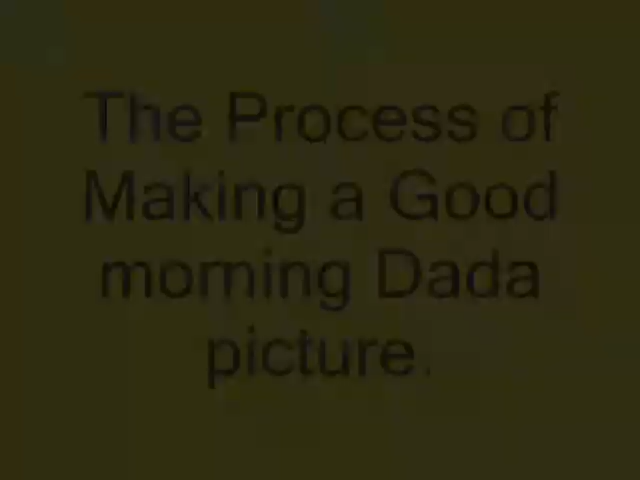 The Process of
Making a Good
morning Dada
picture.